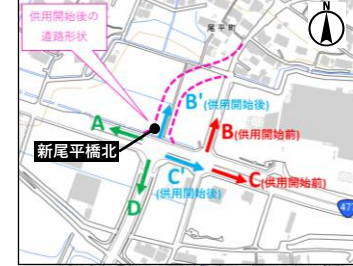 供用開始後の
道路形状
尾平町
N
B'(供用開始後)
A
新尾平橋北
B(供用開始前)
C'
(供用開始後)
C(供用開始前)
D
477